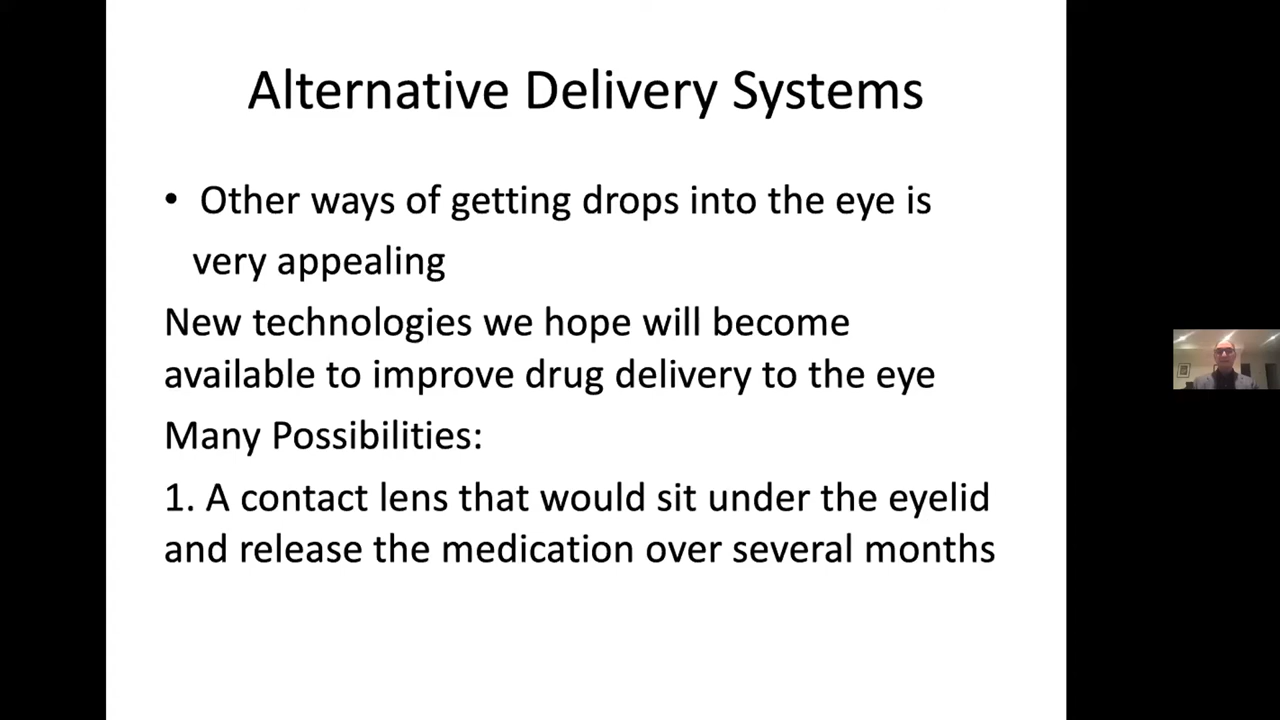 Alternative Delivery Systems
• Other ways of getting drops into the eye is
very appealing
New technologies we hope will become
available to improve drug delivery to the eye
Many Possibilities:
1. A contact lens that would sit under the eyelid
and release the medication over several months